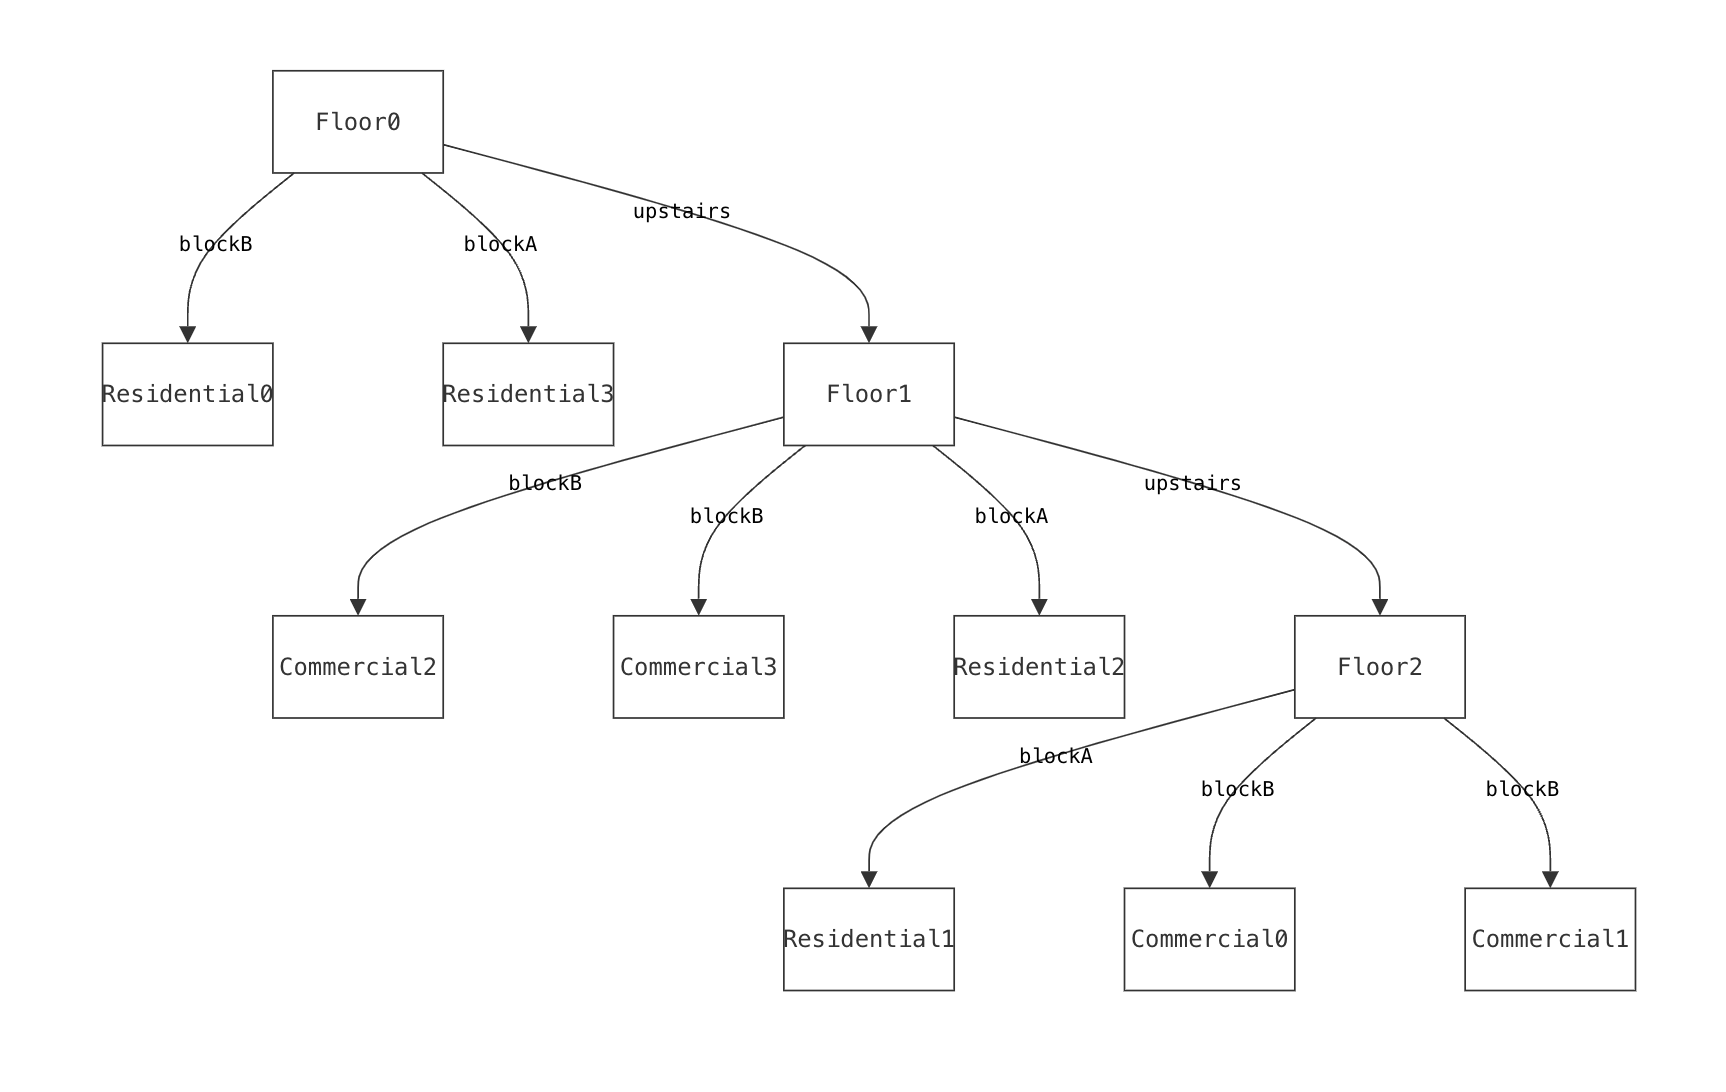 Floor0
upstairs
blockB
blockA
Residential0
Residential3
Floor1
blockB
upstairs
blockB
blockA
Commercial2
Commercial3
Residential2
Floor2
blockA
blockB
blockB
Residential1
Commercial0
Commercial1